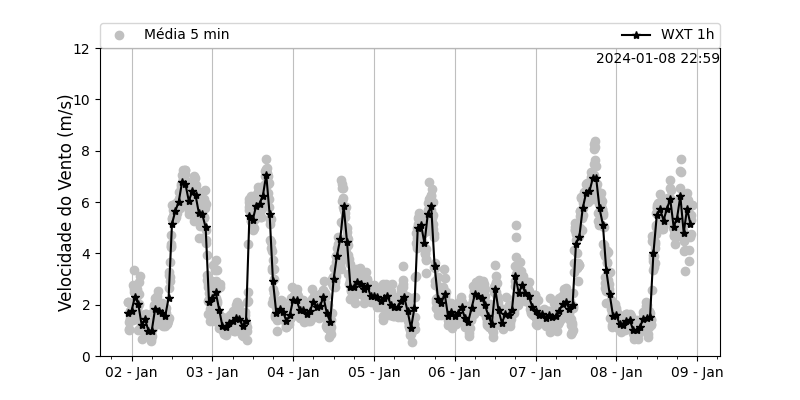 Média 5 min
WXT 1h
2024-01-08 22:59
Velocidade do Vento (m/s)
12
10
8
6
4
2
0
02 - Jan 03 - Jan 04 - Jan 05 - Jan 06 - Jan 07 - Jan 08 - Jan 09 - Jan